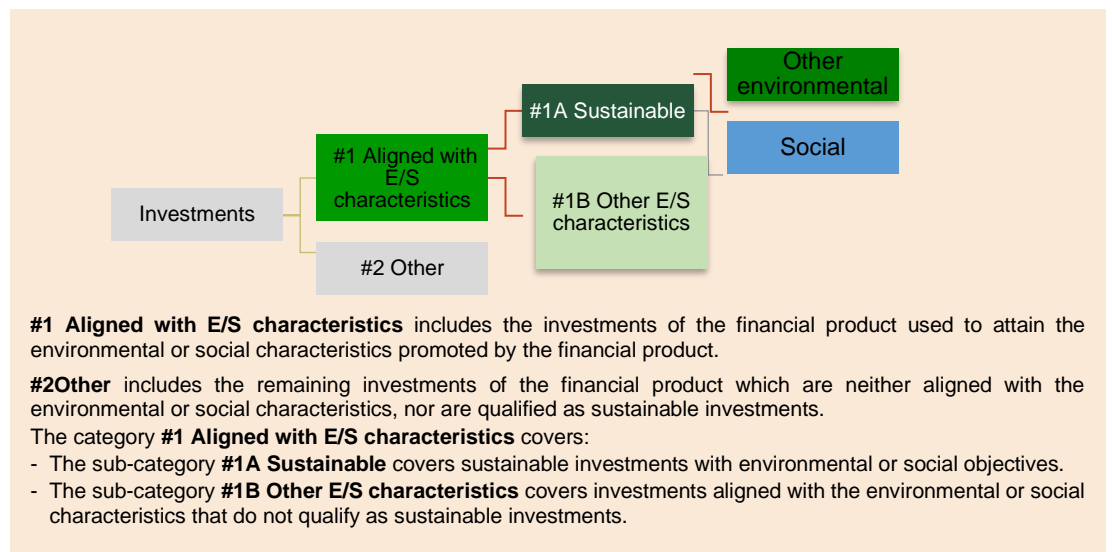 Other
environmental
#1A Sustainable
Social
#1 Aligned with
E/S
characteristics
#1B Other E/S
characteristics
Investments
#2 Other
#1 Aligned with E/S characteristics includes the investments of the financial product used to attain the
environmental or social characteristics promoted by the financial product.
#2Other includes the remaining investments of the financial product which are neither aligned with the
environmental or social characteristics, nor are qualified as sustainable investments.
The category #1 Aligned with E/S characteristics covers:
- The sub-category #1A Sustainable covers sustainable investments with environmental or social objectives.
- The sub-category #1B Other E/S characteristics covers investments aligned with the environmental or social
characteristics that do not qualify as sustainable investments.